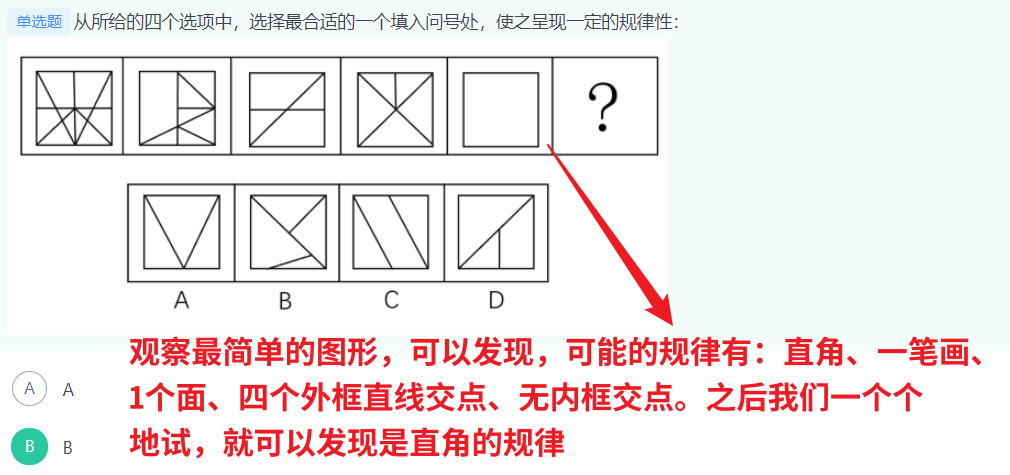 单选题 从所给的四个选项中，选择最合适的一个填入问号处，使之呈现一定的规律性：
?
A B C D
观察最简单的图形，可以发现，可能的规律有：直角、一笔画、
1个面、四个外框直线交点、无内框交点。之后我们一个个
地试，就可以发现是直角的规律
A A
B B